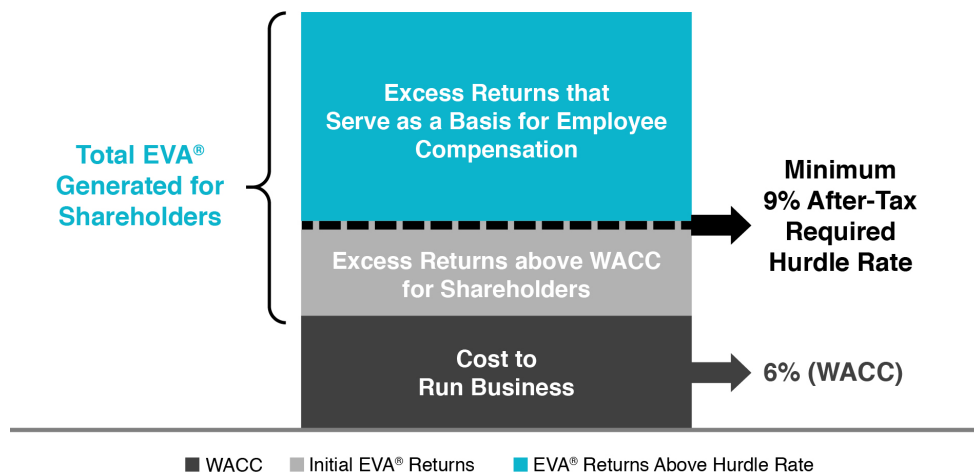 Excess Returns that
Serve as a Basis for Employee
Compensation
Total EVA®
Generated for
Shareholders
Minimum
9% After-Tax
Required
Hurdle Rate
Excess Returns above WACC
for Shareholders
Cost to
Run Business
6% (WACC)
WACC
Initial EVA® Returns
EVA® Returns Above Hurdle Rate